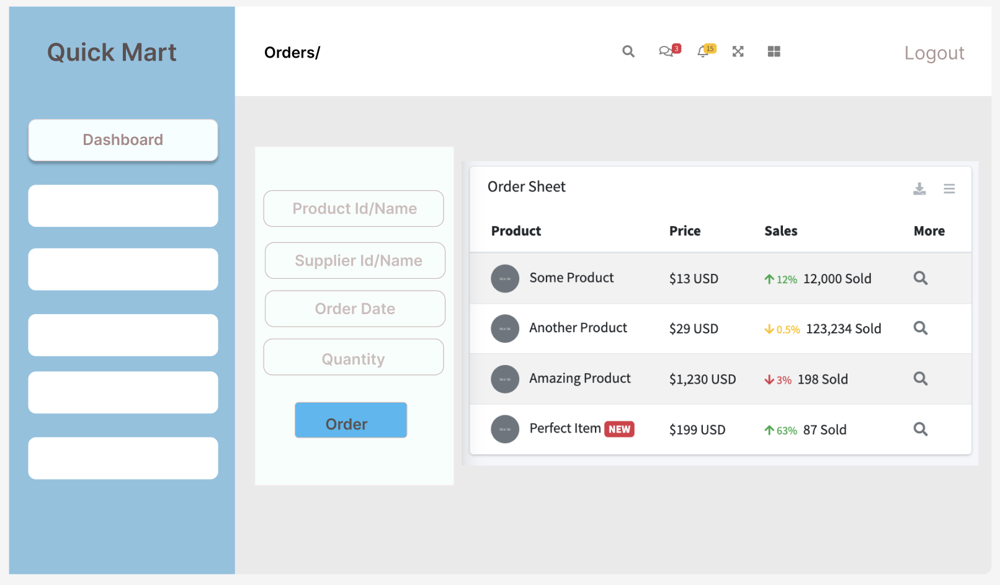 Quick Mart
Orders/
3
15
Logout
Dashboard
Product Id/Name
Supplier Id/Name
Order Date
Quantity
Order
Order Sheet
Product Price Sales More
Some Product $13 USD 12% 12,000 Sold
Another Product $29 USD 0.5% 123,234 Sold
Amazing Product $1,230 USD 3% 198 Sold
Perfect Item NEW $199 USD 63% 87 Sold